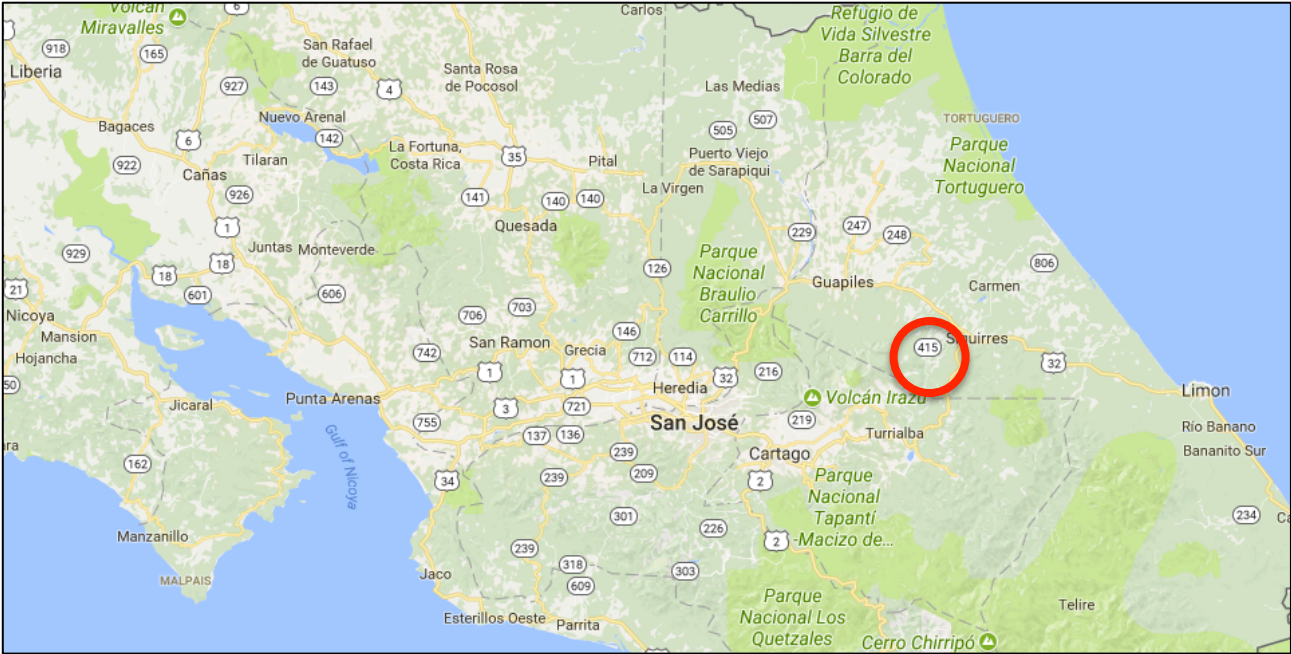 Volcán
Miravalles
6
Carlos
Refugio de
Vida Silvestre
Barra del
Colorado
918
165
San Rafael
de Guatuso
Liberia
927
143
4
Santa Rosa
de Pocosol
Las Medias
Bagaces
6
Nuevo Arenal
142
505
507
TORTUGUERO
Parque
Nacional
Tortuguero
922
Cañas
Tilaran
La Fortuna,
Costa Rica
35
Pital
Puerto Viejo
de Sarapiqui
La Virgen
926
141
140
140
1
Quesada
229
247
248
929
Juntas
Monteverde
18
18
601
606
126
Parque
Nacional
Braulio
Carrillo
Guapiles
806
Carmen
21
Nicoya
Mansion
Hojancha
706
703
742
San Ramon
Grecia
146
712
114
415
Siquirres
32
50
1
1
Heredia
32
216
Volcán Irazú
Limon
Jicaral
Punta Arenas
3
721
San José
219
Turrialba
Río Banano
Bananito Sur
755
137
136
Cartago
162
Gulf of Nicoya
34
239
239
209
2
Parque
Nacional
Tapantí
-Macizo de...
301
226
2
234
Manzanillo
239
MALPAIS
Jaco
318
609
303
Esterillos Oeste
Parrita
Parque
Nacional Los
Quetzales
Telire
Cerro Chirripó